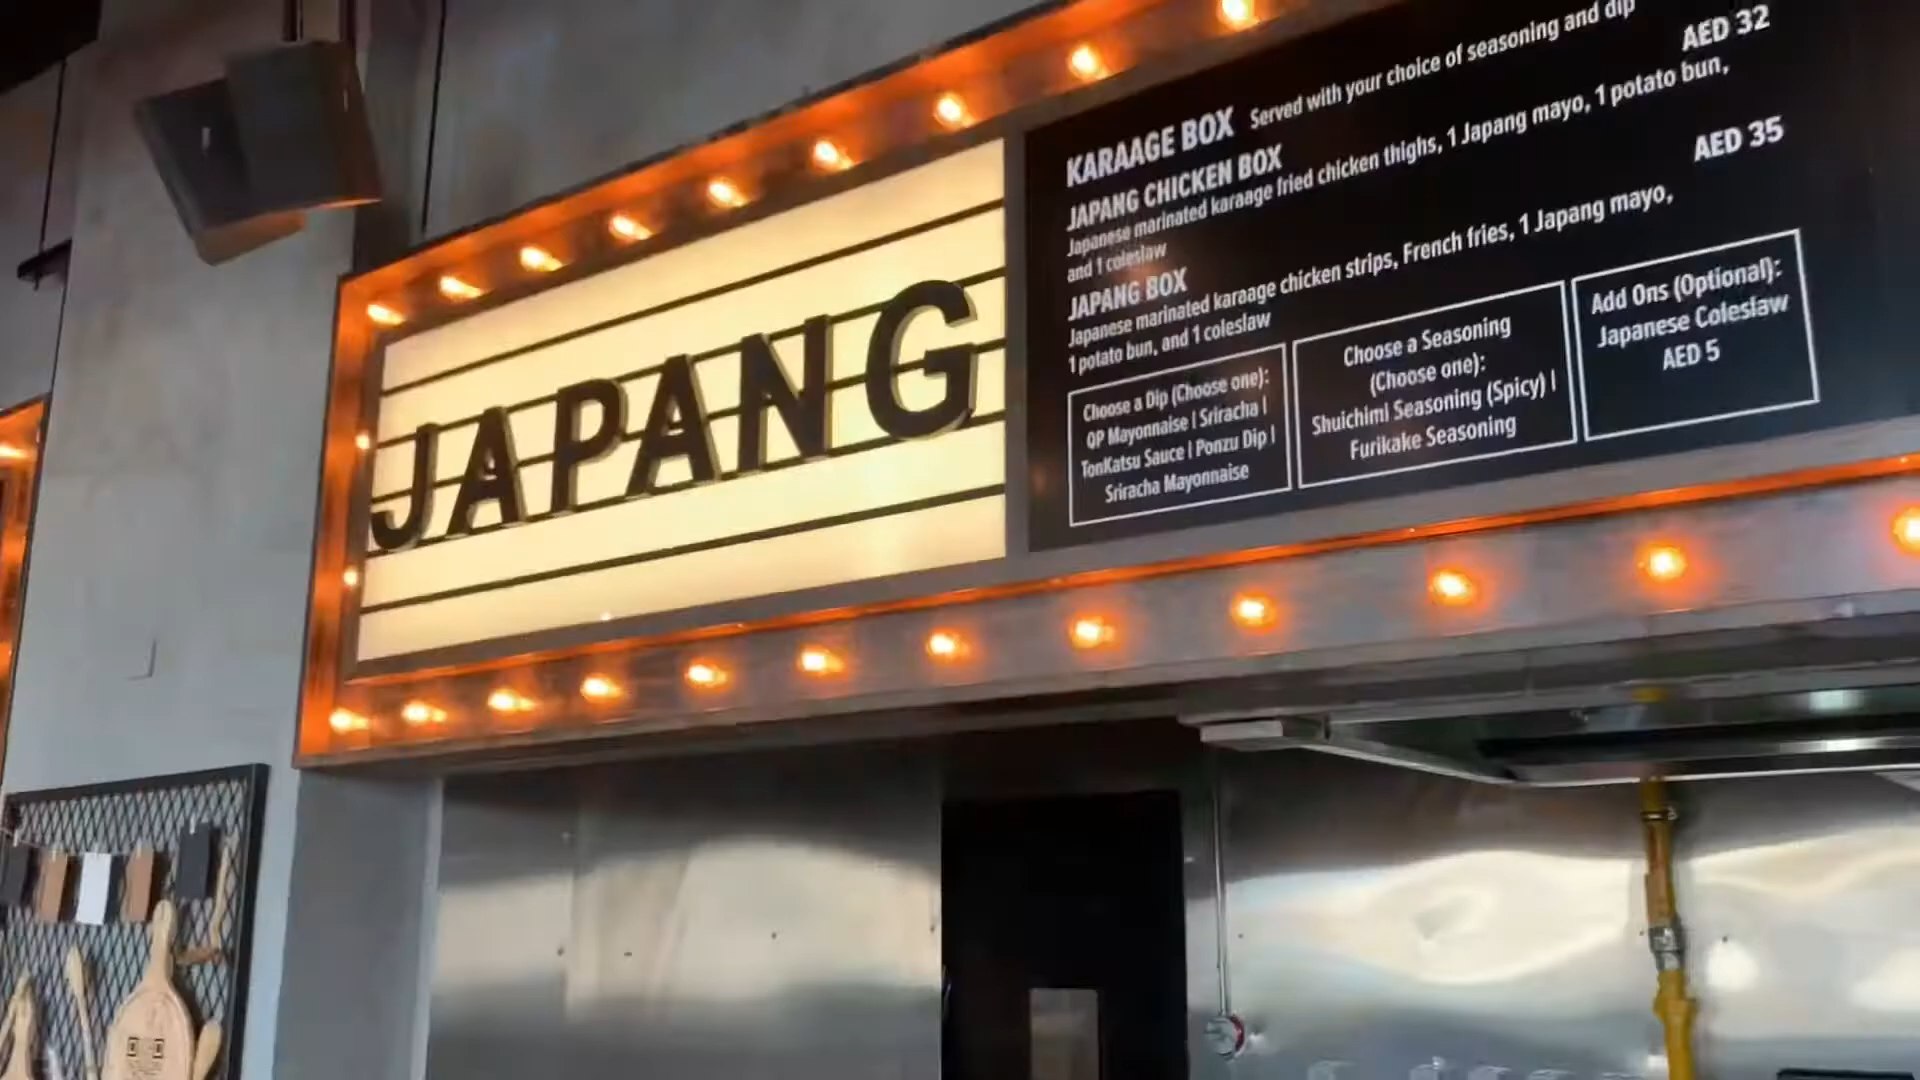 JAPANG
KARAAGE BOX Served with your choice of seasoning and dip
JAPANG CHICKEN BOX AED 32
Japanese marinated karaage fried chicken thighs, 1 Japang mayo, 1 potato bun,
and 1 coleslaw
JAPANG BOX AED 35
Japanese marinated karaage chicken strips, French fries, 1 Japang mayo,
1 potato bun, and 1 coleslaw
Choose a Dip (Choose one):
QP Mayonnaise | Sriracha |
TonKatsu Sauce | Ponzu Dip |
Sriracha Mayonnaise
Choose a Seasoning
(Choose one):
Shuichimi Seasoning (Spicy) |
Furikake Seasoning
Add Ons (Optional):
Japanese Coleslaw
AED 5